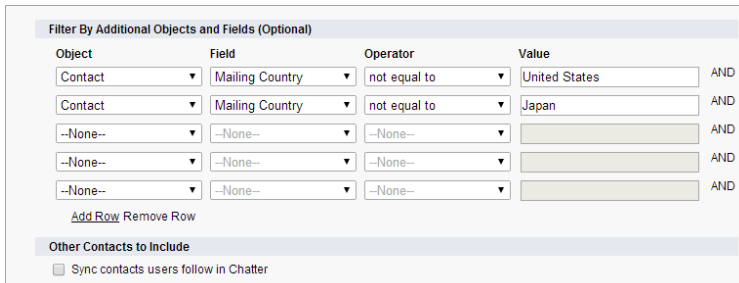 Filter By Additional Objects and Fields (Optional)
Object Field Operator Value
Contact Mailing Country not equal to United States AND
Contact Mailing Country not equal to Japan AND
--None-- --None-- --None-- AND
--None-- --None-- --None-- AND
--None-- --None-- --None-- AND
Add Row Remove Row
Other Contacts to Include
Sync contacts users follow in Chatter